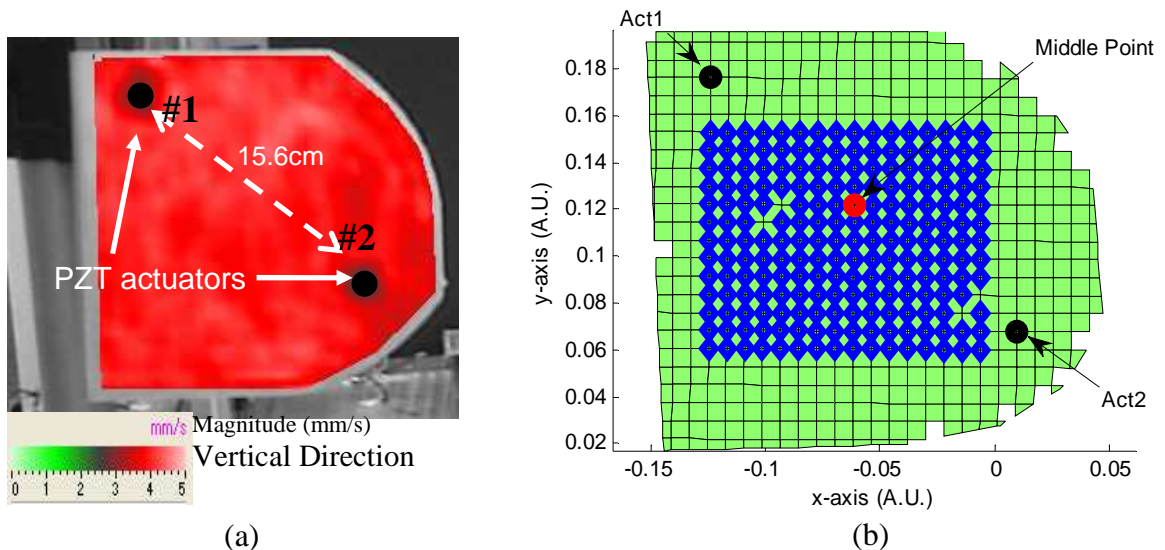 #1
15.6cm
#2
PZT actuators
mm/s
Magnitude (mm/s)
Vertical Direction
0 1 2 3 4 5
(a)
Act1
Middle Point
0.18
0.16
0.14
0.12
0.1
0.08
0.06
0.04
0.02
y-axis (A.U.)
Act2
-0.15 -0.1 -0.05 0 0.05
x-axis (A.U.)
(b)